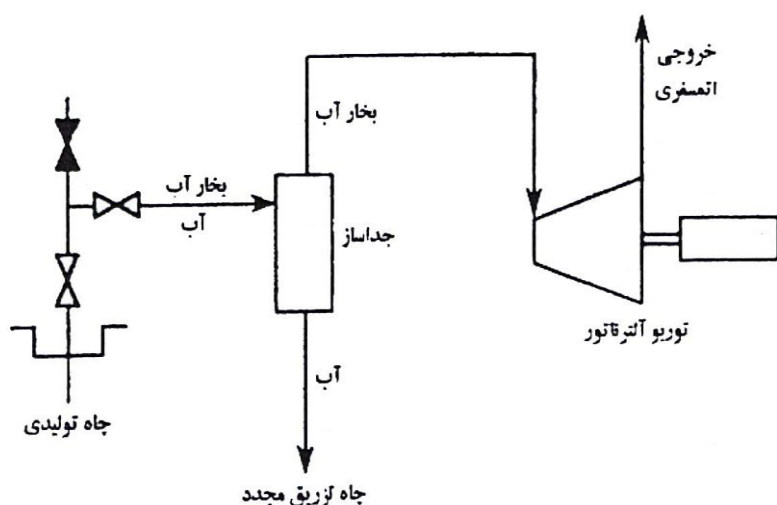 خروجی
اتمسفری
بخار آب
بخار آب
آب
جداساز
توربو آلترناتور
آب
چاه تولیدی
چاه تزریق مجدد